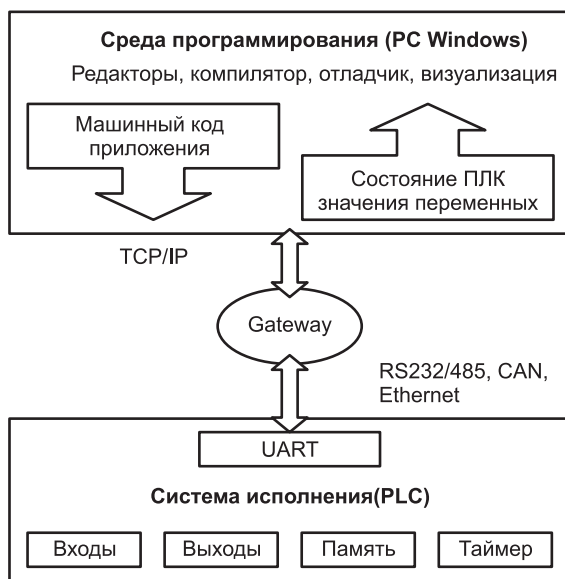 Среда программирования (PC Windows)
Редакторы, компилятор, отладчик, визуализация
Машинный код
приложения
Состояние ПЛК
значения переменных
TCP/IP
Gateway
RS232/485, CAN,
Ethernet
UART
Система исполнения(PLC)
Входы
Выходы
Память
Таймер